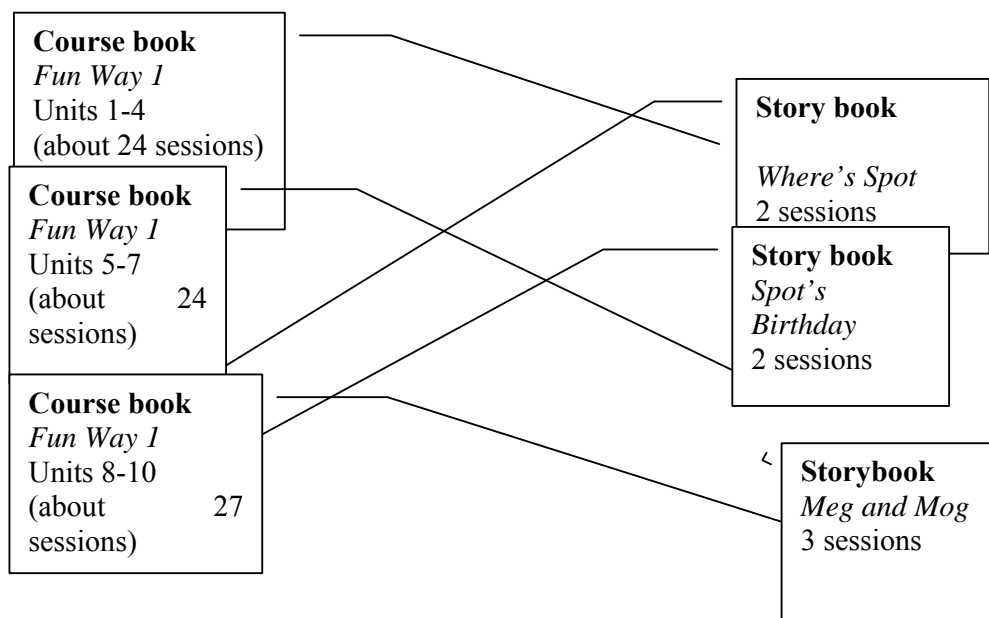 Course book
Fun Way 1
Units 1-4
(about 24 sessions)
Course book
Fun Way 1
Units 5-7
(about 24
sessions)
Course book
Fun Way 1
Units 8-10
(about 27
sessions)
Story book
Where’s Spot
2 sessions
Story book
Spot’s
Birthday
2 sessions
Storybook
Meg and Mog
3 sessions